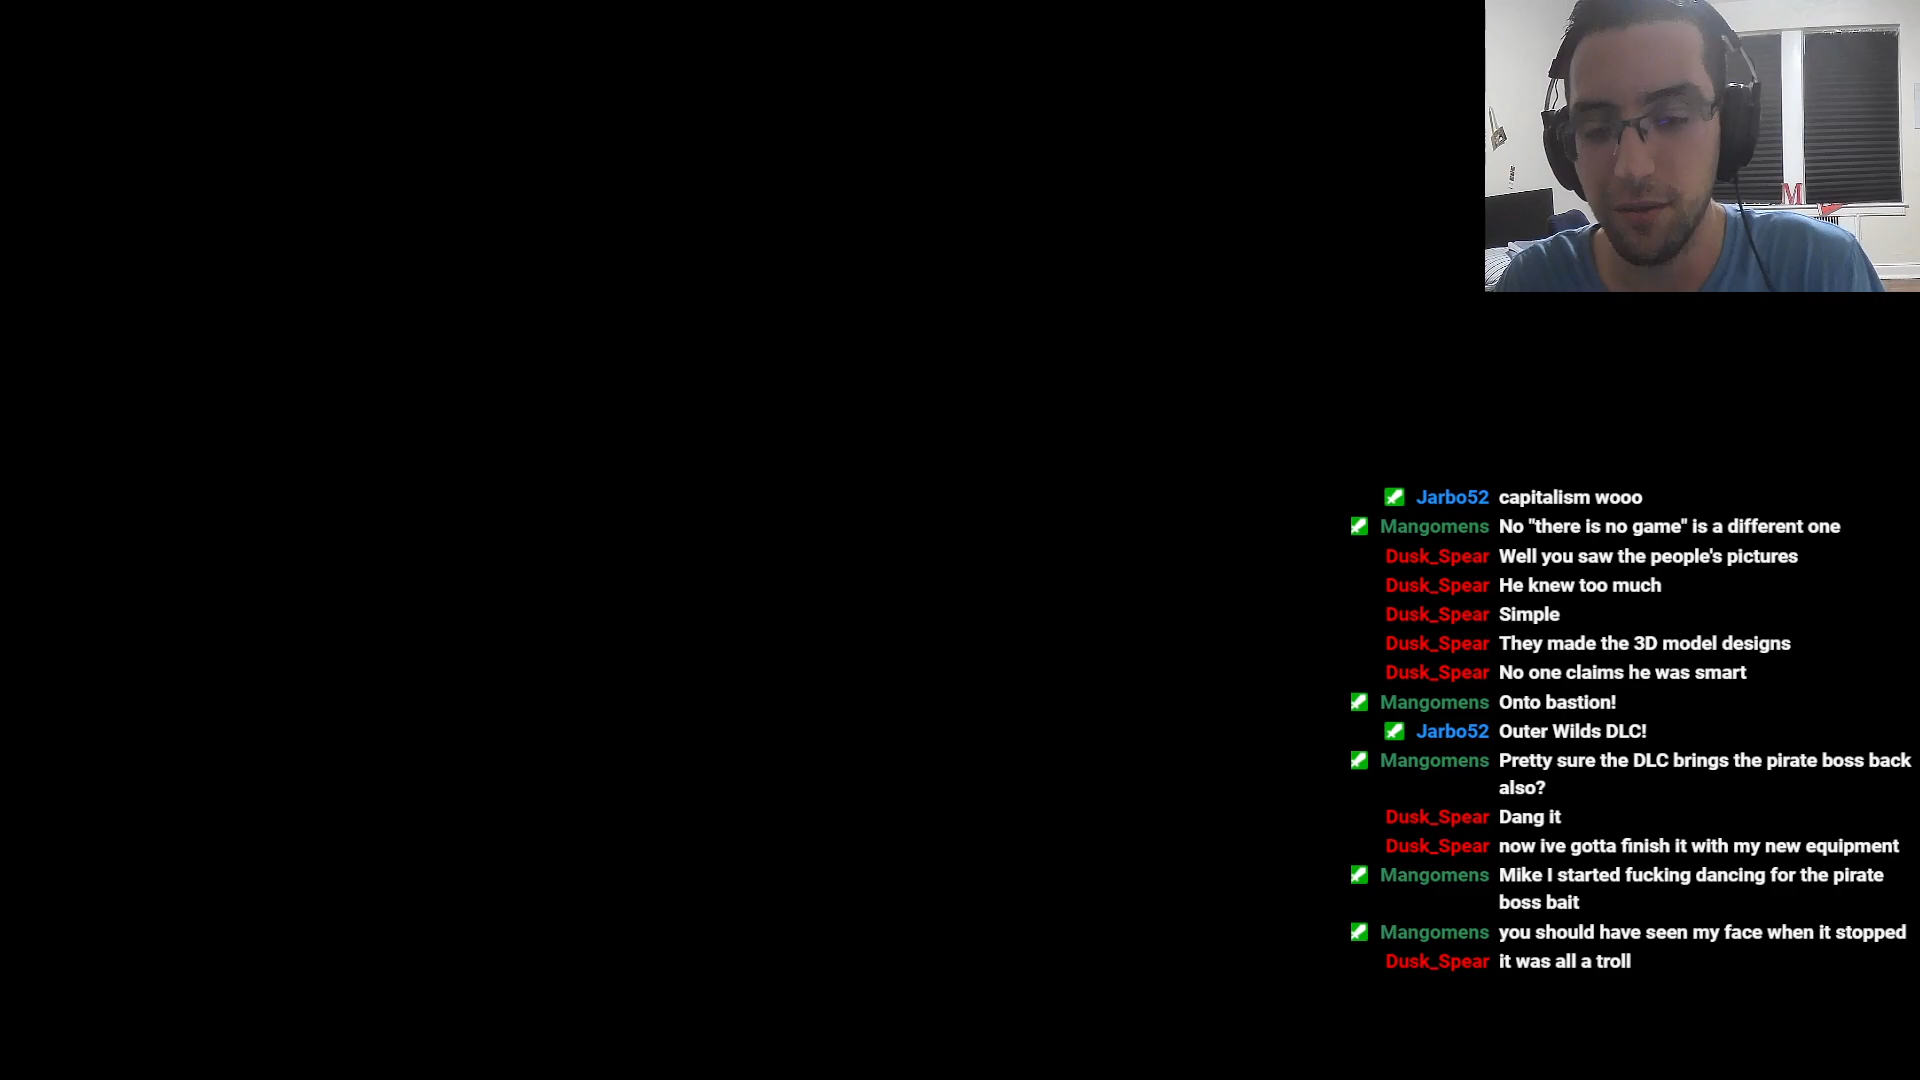 M
Jarbo52 capitalism wooo
Mangomens No "there is no game" is a different one
Dusk_Spear Well you saw the people's pictures
Dusk_Spear He knew too much
Dusk_Spear Simple
Dusk_Spear They made the 3D model designs
Dusk_Spear No one claims he was smart
Mangomens Onto bastion!
Jarbo52 Outer Wilds DLC!
Mangomens Pretty sure the DLC brings the pirate boss back
also?
Dusk_Spear Dang it
Dusk_Spear now ive gotta finish it with my new equipment
Mangomens Mike I started fucking dancing for the pirate
boss bait
Mangomens you should have seen my face when it stopped
Dusk_Spear it was all a troll